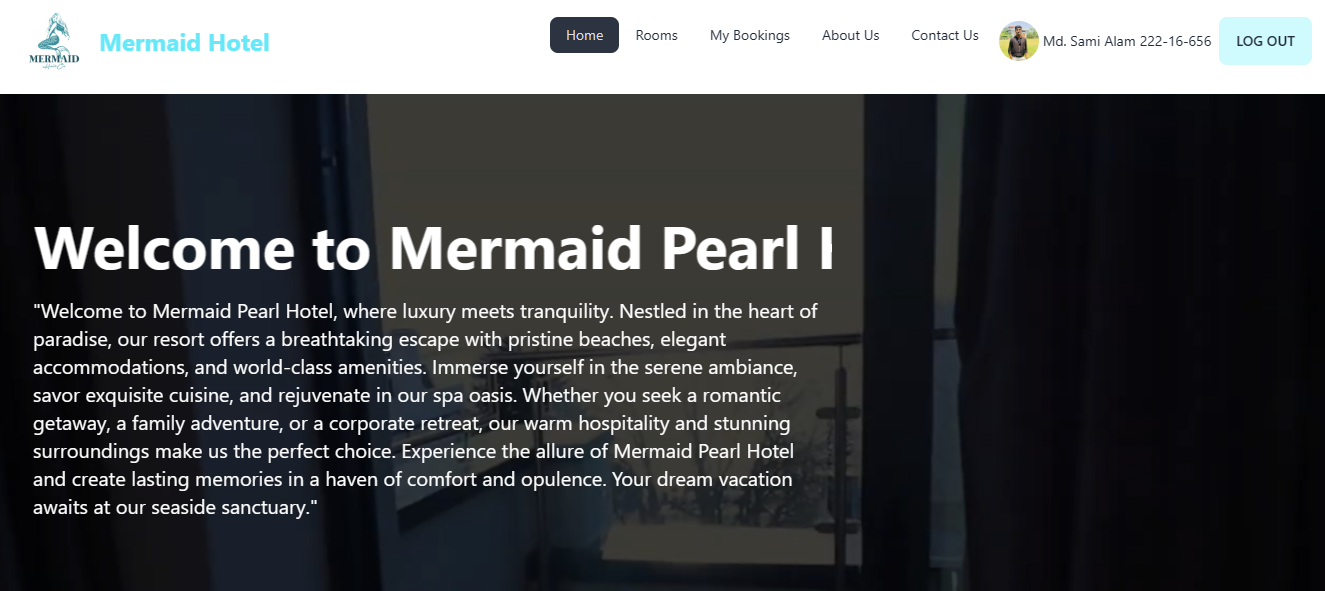 MERMAID
Mermaid Hotel
Home
Rooms
My Bookings
About Us
Contact Us
Md. Sami Alam 222-16-656
LOG OUT
Welcome to Mermaid Pearl
"Welcome to Mermaid Pearl Hotel, where luxury meets tranquility. Nestled in the heart of
paradise, our resort offers a breathtaking escape with pristine beaches, elegant
accommodations, and world-class amenities. Immerse yourself in the serene ambiance,
savor exquisite cuisine, and rejuvenate in our spa oasis. Whether you seek a romantic
getaway, a family adventure, or a corporate retreat, our warm hospitality and stunning
surroundings make us the perfect choice. Experience the allure of Mermaid Pearl Hotel
and create lasting memories in a haven of comfort and opulence. Your dream vacation
awaits at our seaside sanctuary."